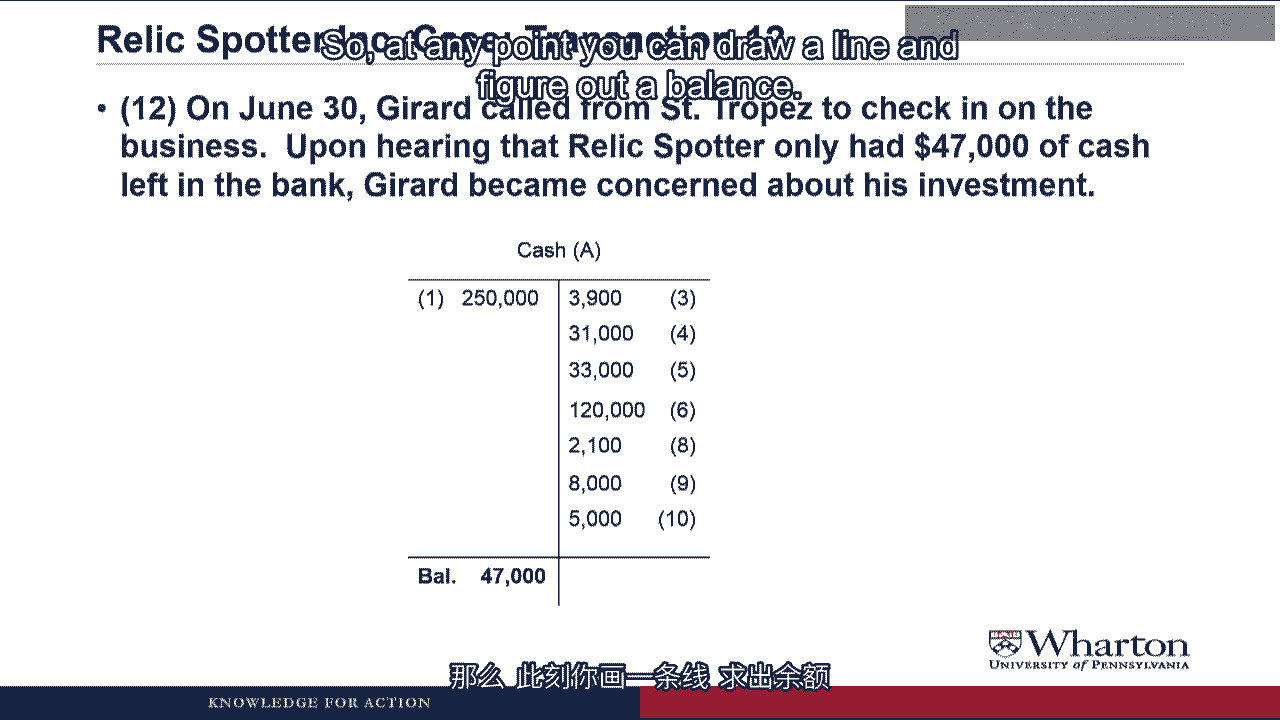 Relic Spotter Inc. Case: Transaction 12
So, at any point you can draw a line and
figure out a balance.
• (12) On June 30, Girard called from St. Tropez to check in on the
business. Upon hearing that Relic Spotter only had $47,000 of cash
left in the bank, Girard became concerned about his investment.
Cash (A)
(1) 250,000 3,900 (3)
31,000 (4)
33,000 (5)
120,000 (6)
2,100 (8)
8,000 (9)
5,000 (10)
Bal. 47,000
Wharton
UNIVERSITY of PENNSYLVANIA
那么 此刻你画一条线 求出余额
KNOWLEDGE FOR ACTION